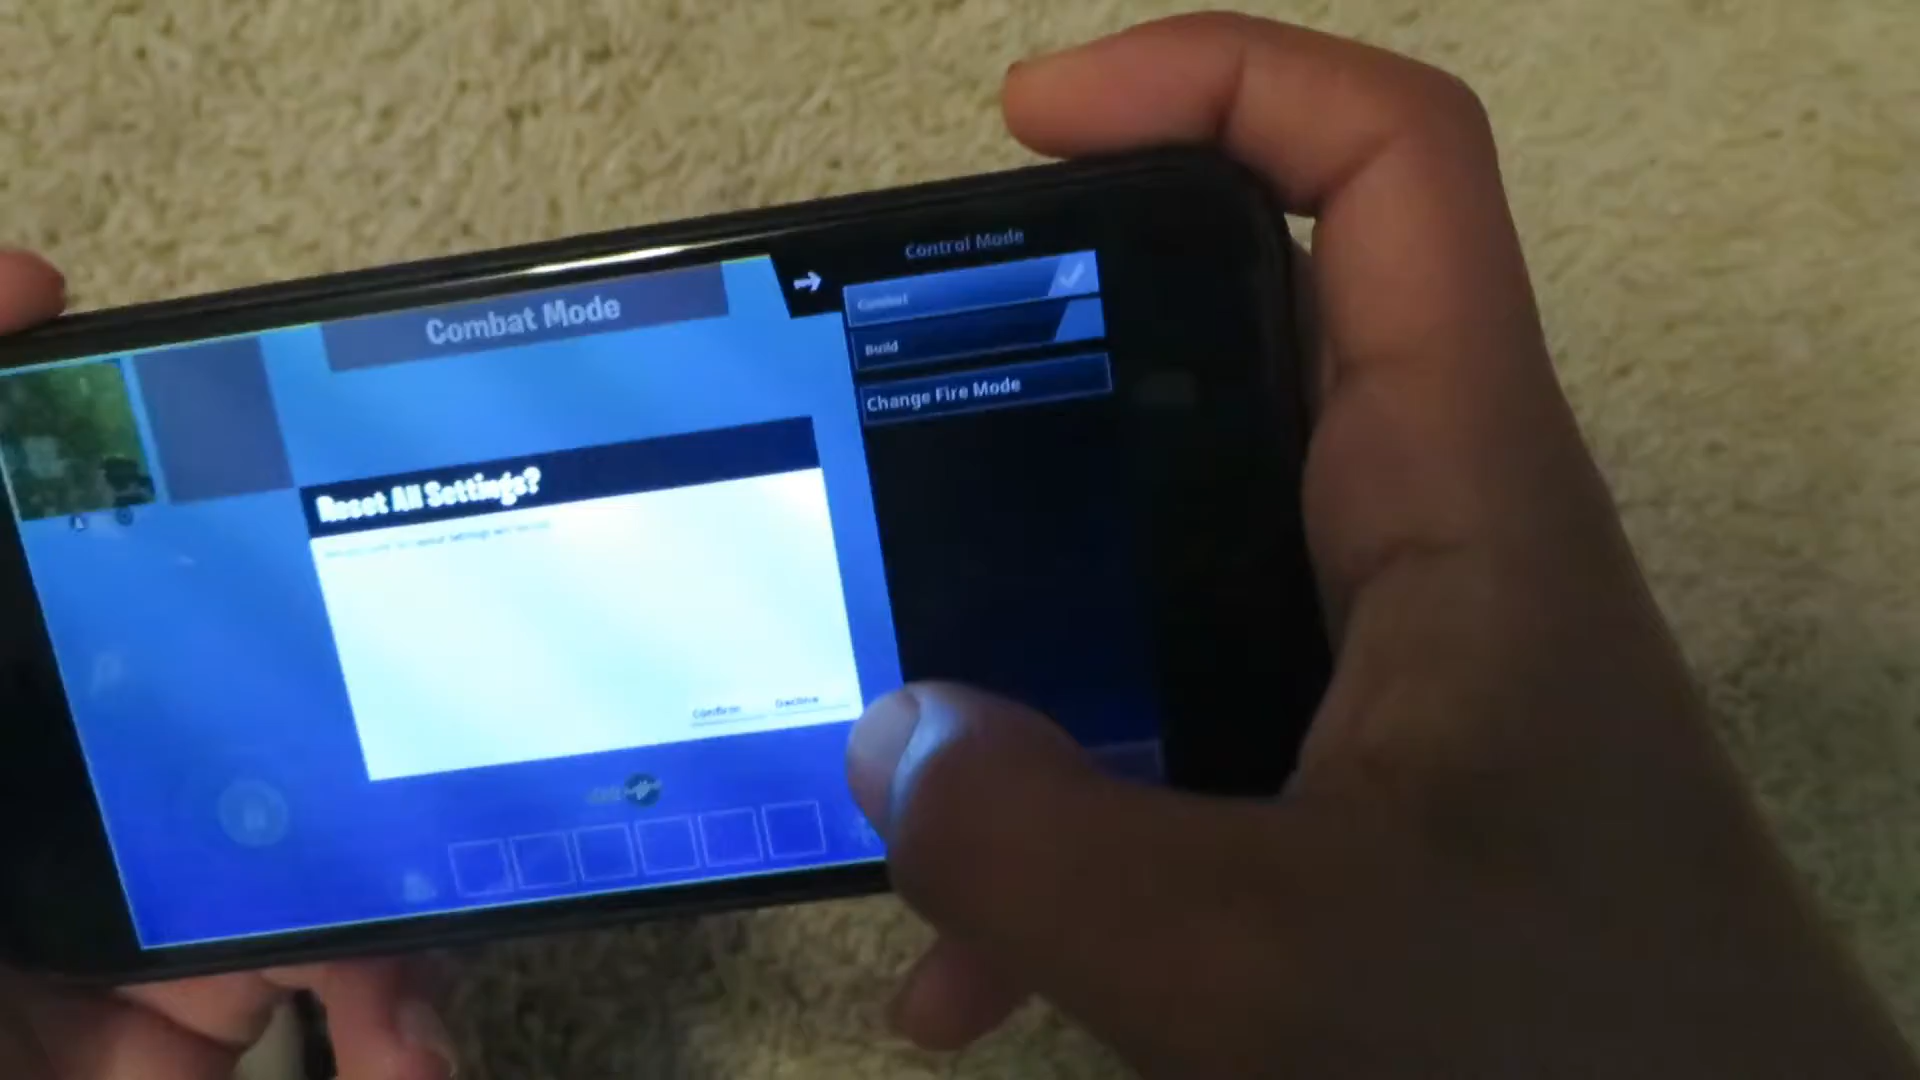 Control Mode
Combat Mode
Combat
Build
Change Fire Mode
Reset All Settings?
Confirm
Decline